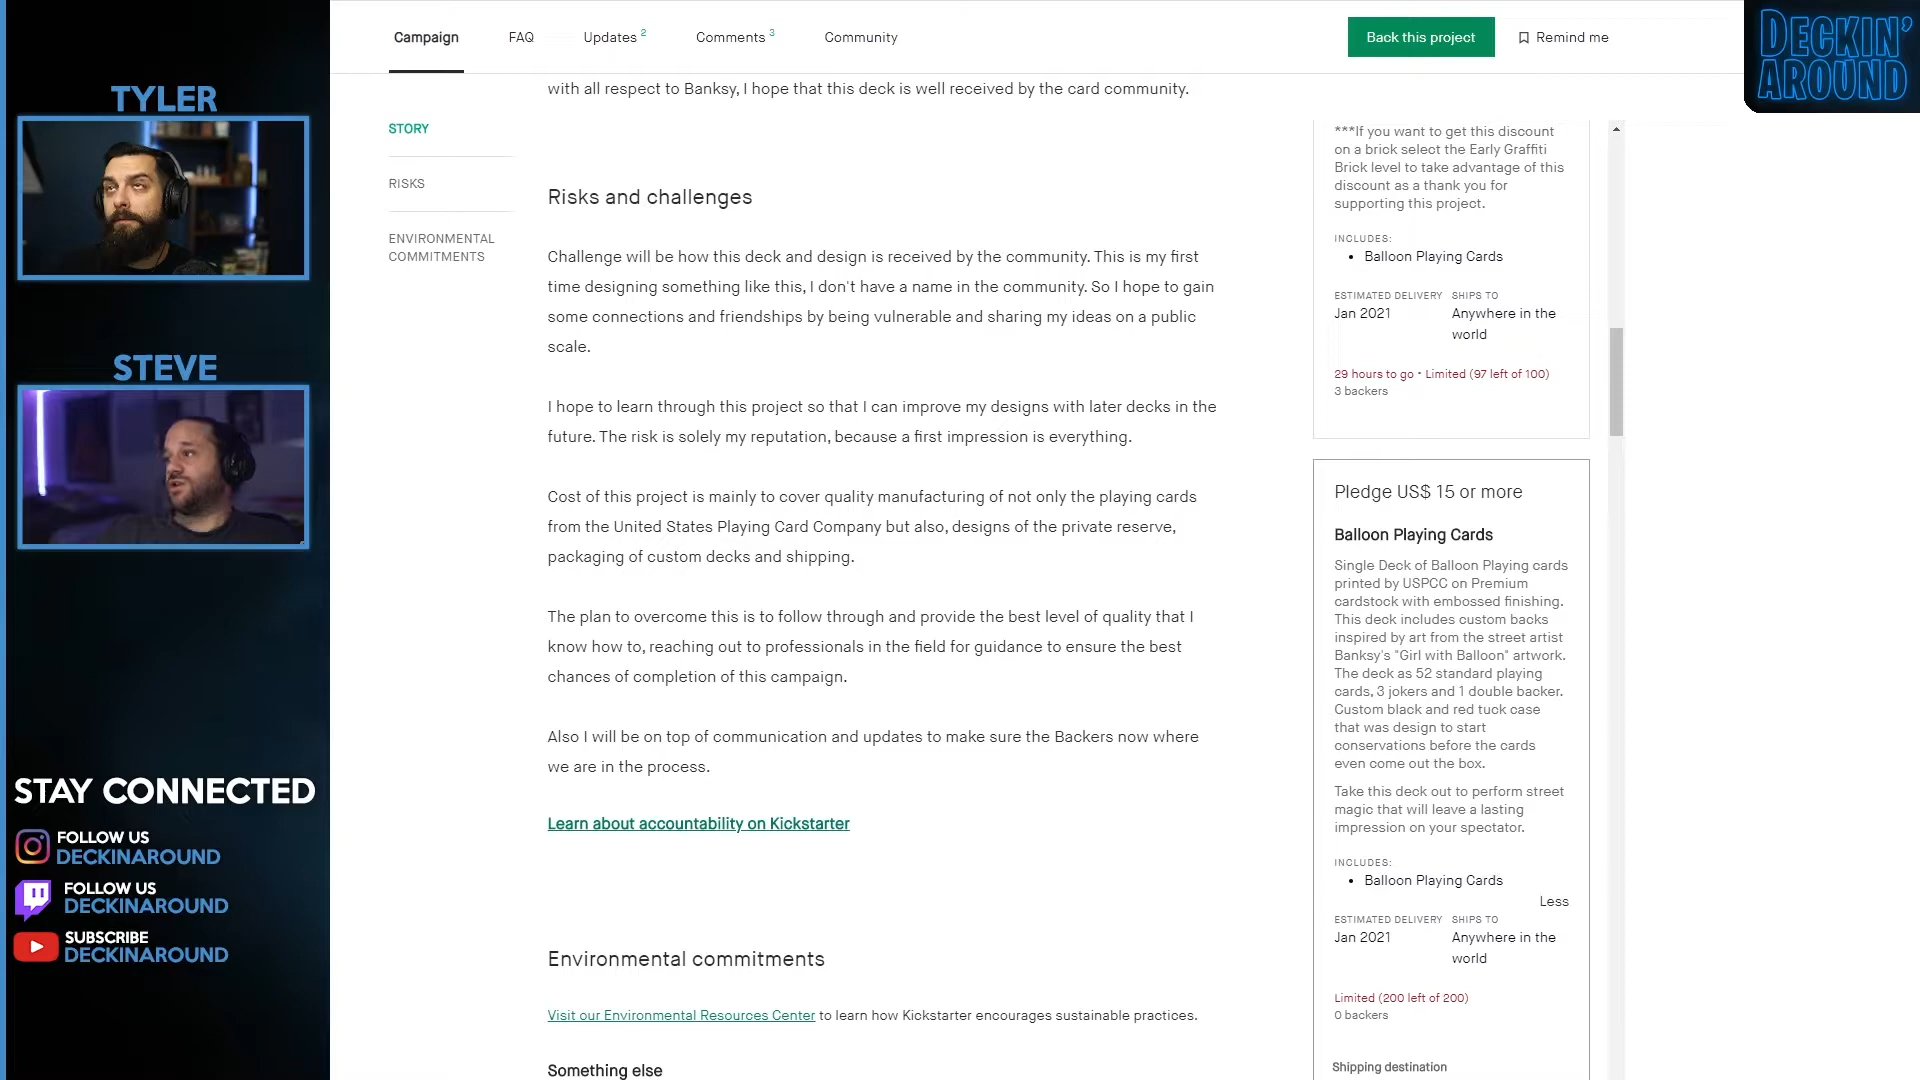 TYLER
STEVE
STAY CONNECTED
FOLLOW US
DECKINAROUND
FOLLOW US
DECKINAROUND
SUBSCRIBE
DECKINAROUND
Campaign
FAQ
Updates 2
Comments 3
Community
Back this project
Remind me
DECKIN'
AROUND
STORY
RISKS
ENVIRONMENTAL
COMMITMENTS
with all respect to Banksy, I hope that this deck is well received by the card community.
Risks and challenges
Challenge will be how this deck and design is received by the community. This is my first
time designing something like this, I don't have a name in the community. So I hope to gain
some connections and friendships by being vulnerable and sharing my ideas on a public
scale.
I hope to learn through this project so that I can improve my designs with later decks in the
future. The risk is solely my reputation, because a first impression is everything.
Cost of this project is mainly to cover quality manufacturing of not only the playing cards
from the United States Playing Card Company but also, designs of the private reserve,
packaging of custom decks and shipping.
The plan to overcome this is to follow through and provide the best level of quality that I
know how to, reaching out to professionals in the field for guidance to ensure the best
chances of completion of this campaign.
Also I will be on top of communication and updates to make sure the Backers now where
we are in the process.
Learn about accountability on Kickstarter
Environmental commitments
Visit our Environmental Resources Center to learn how Kickstarter encourages sustainable practices.
Something else
***If you want to get this discount
on a brick select the Early Graffiti
Brick level to take advantage of this
discount as a thank you for
supporting this project.
INCLUDES:
• Balloon Playing Cards
ESTIMATED DELIVERY SHIPS TO
Jan 2021 Anywhere in the
world
29 hours to go • Limited (97 left of 100)
3 backers
Pledge US$ 15 or more
Balloon Playing Cards
Single Deck of Balloon Playing cards
printed by USPCC on Premium
cardstock with embossed finishing.
This deck includes custom backs
inspired by art from the street artist
Banksy's "Girl with Balloon" artwork.
The deck as 52 standard playing
cards, 3 jokers and 1 double backer.
Custom black and red tuck case
that was design to start
conservations before the cards
even come out the box.
Take this deck out to perform street
magic that will leave a lasting
impression on your spectator.
INCLUDES:
• Balloon Playing Cards
Less
ESTIMATED DELIVERY SHIPS TO
Jan 2021 Anywhere in the
world
Limited (200 left of 200)
0 backers
Shipping destination